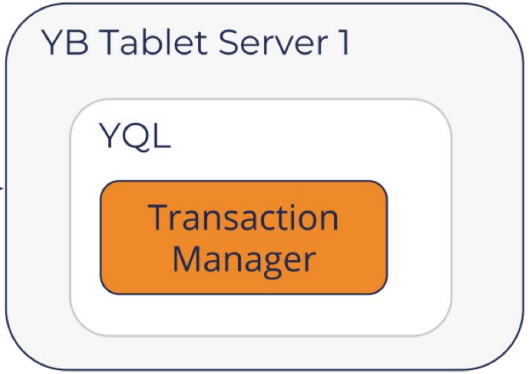 YB Tablet Server 1
YQL
Transaction
Manager